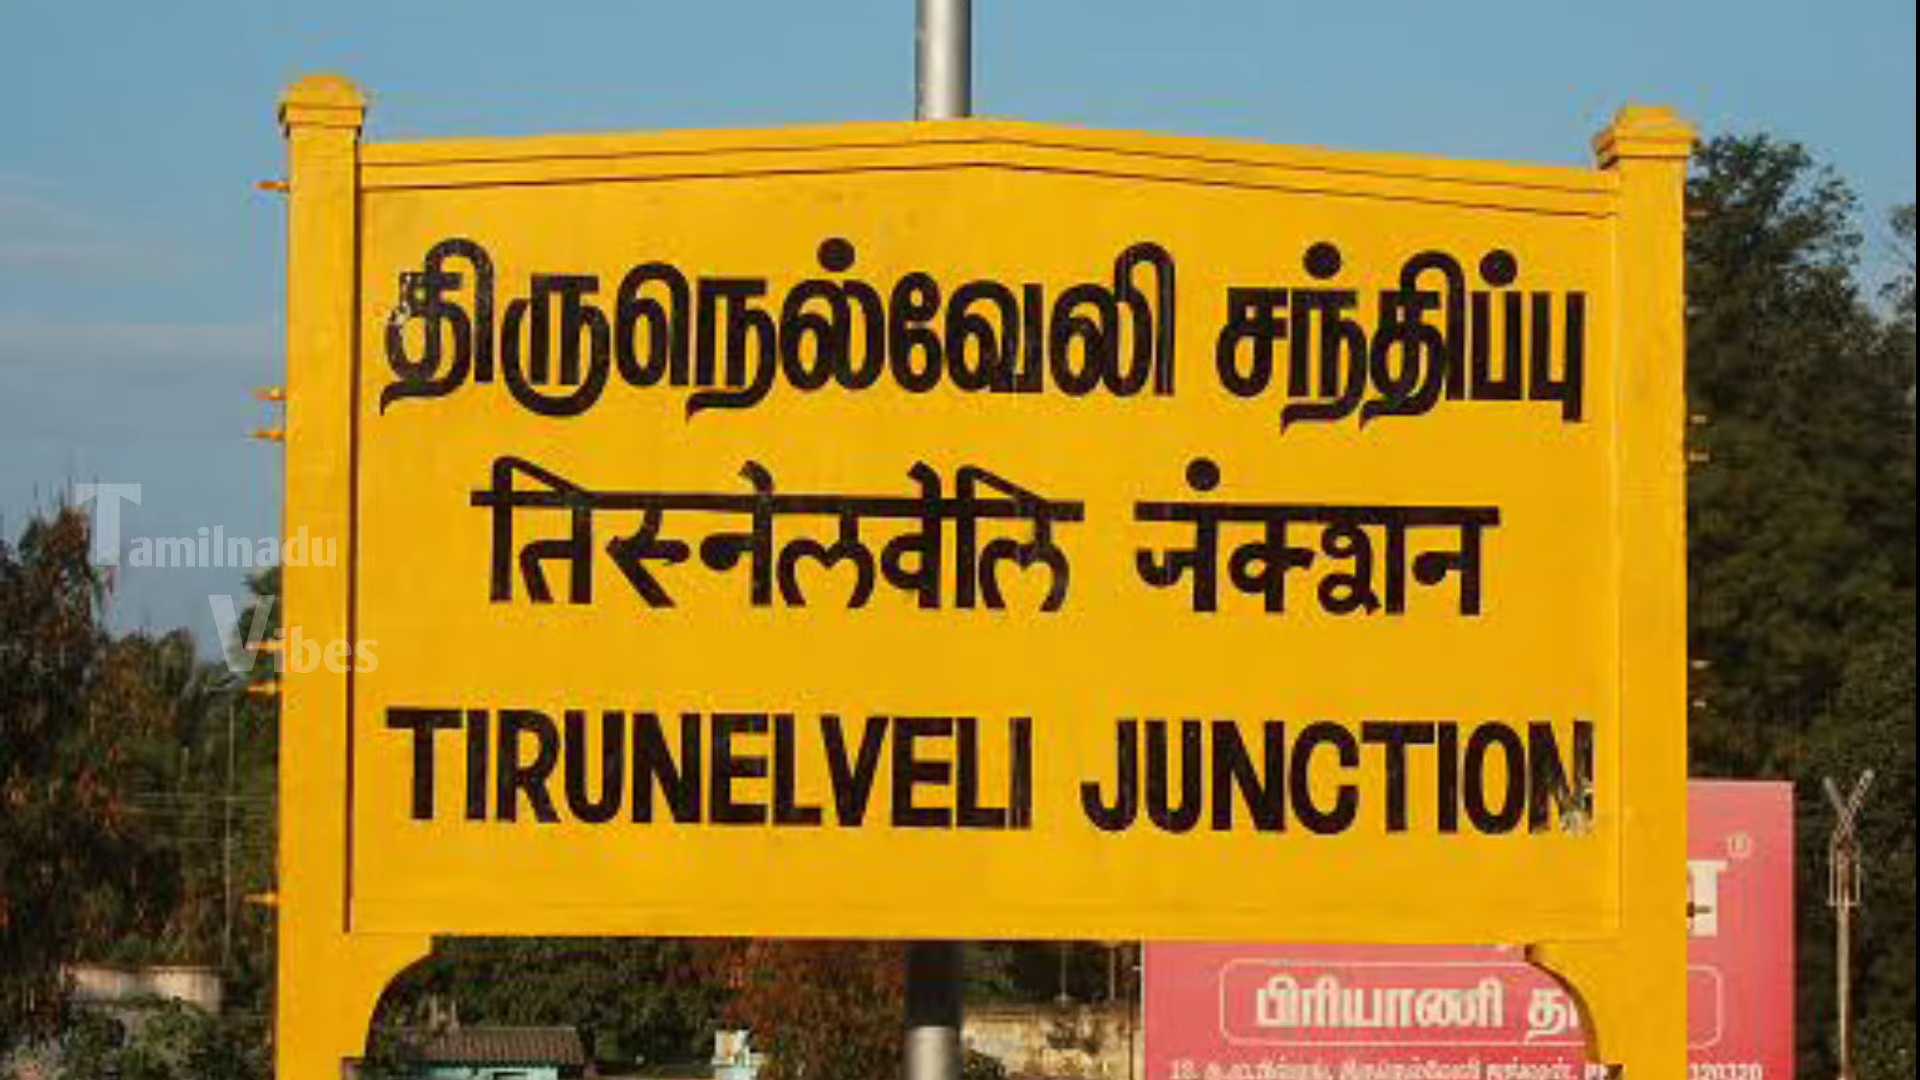 திருநெல்வேலி சந்திப்பு
तिरुनेलवेलि जंक्शन
TIRUNELVELI JUNCTION
Tamilnadu
Vibes
பிரியாணி